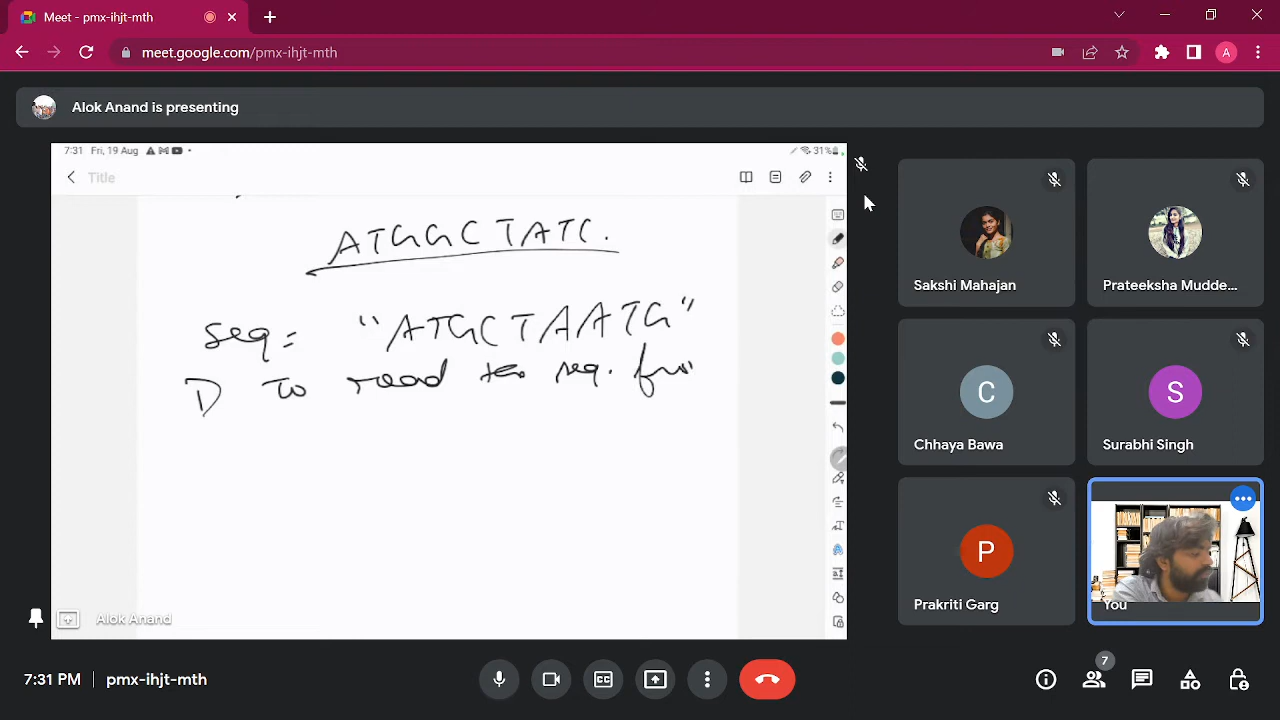 Meet - pmx-ihjt-mth
meet.google.com/pmx-ihjt-mth
A
Alok Anand is presenting
7:31 Fri, 19 Aug
31%
Title
ATGGCTATC.
seq = "ATGCTAATG"
1) To read the seq. from
Alok Anand
Sakshi Mahajan
Prateeksha Mudde...
C
Chhaya Bawa
S
Surabhi Singh
P
Prakriti Garg
You
7:31 PM | pmx-ihjt-mth
CC
7